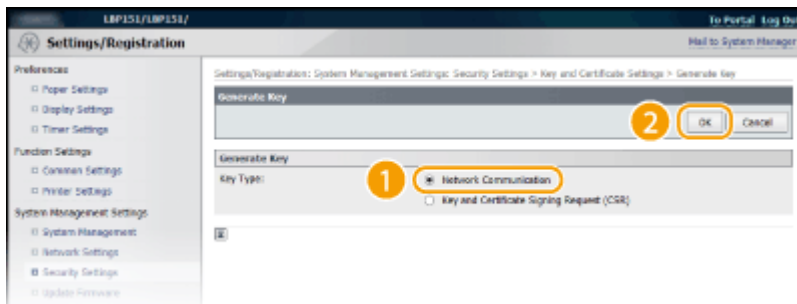 LBP151/LBP151/
To Portal Log Ou
Settings/Registration
Mail to System Manager
Preferences
Paper Settings
Display Settings
Timer Settings
Function Settings
Common Settings
Printer Settings
System Management Settings
System Management
Network Settings
Security Settings
Update Firmware
Settings/Registration: System Management Settings: Security Settings > Key and Certificate Settings > Generate Key
Generate Key
2
OK
Cancel
Generate Key
Key Type:
1
Network Communication
Key and Certificate Signing Request (CSR)